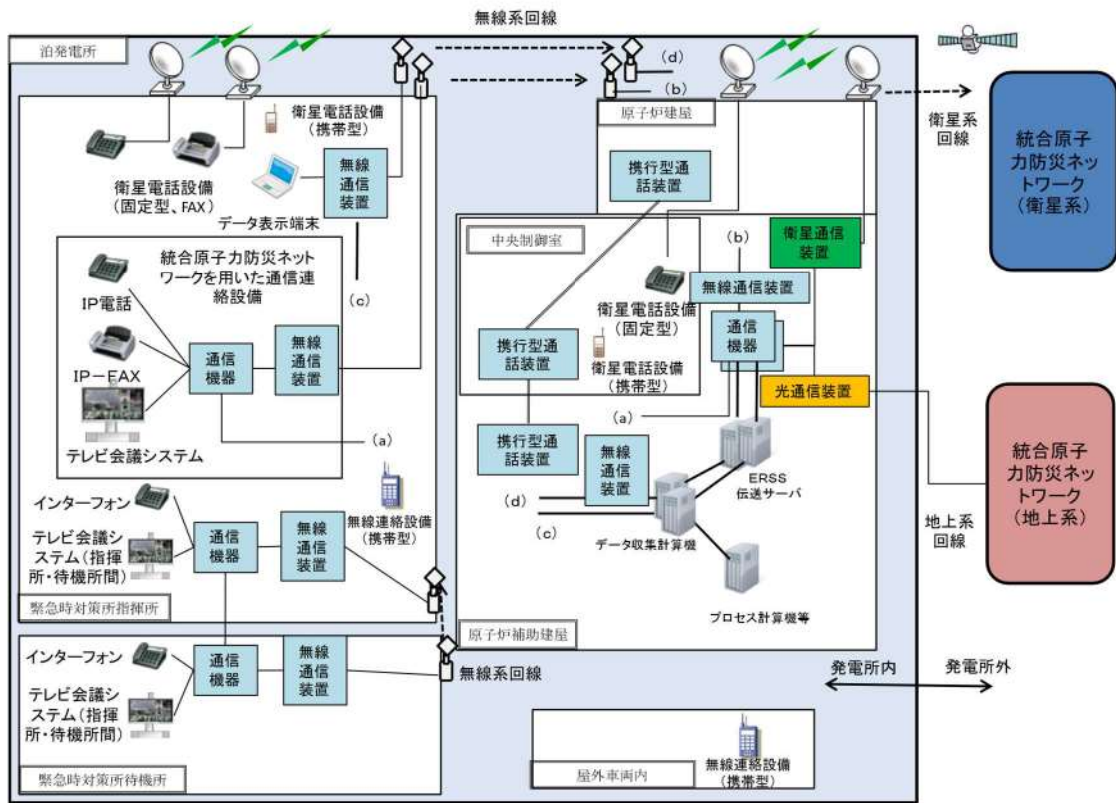 無線系回線
泊発電所
(d)
(b)
衛星電話設備
(携帯型)
原子炉建屋
衛星系
回線
統合原子
力防災ネッ
トワーク
(衛星系)
無線
通信
装置
携行型通
話装置
衛星電話設備
(固定型、FAX)
データ表示端末
(c)
統合原子力防災ネット
ワークを用いた通信連
絡設備
IP電話
IP-FAX
テレビ会議システム
通信
機器
無線
通信
装置
(a)
中央制御室
(b)
衛星通信
装置
無線通信装置
衛星電話設備
(固定型)
通信
機器
携行型通
話装置
衛星電話設備
(携帯型)
光通信装置
(a)
携行型通
話装置
無線
通信
装置
ERSS
伝送サーバ
(d)
(c)
データ収集計算機
プロセス計算機等
統合原子
力防災ネッ
トワーク
(地上系)
地上系
回線
インターフォン
無線連絡設備
(携帯型)
テレビ会議シ
ステム(指揮
所・待機所間)
通信
機器
無線
通信
装置
緊急時対策所指揮所
原子炉補助建屋
インターフォン
通信
機器
無線
通信
装置
無線系回線
テレビ会議シ
ステム(指揮
所・待機所間)
緊急時対策所待機所
発電所内
発電所外
屋外車両内
無線連絡設備
(携帯型)